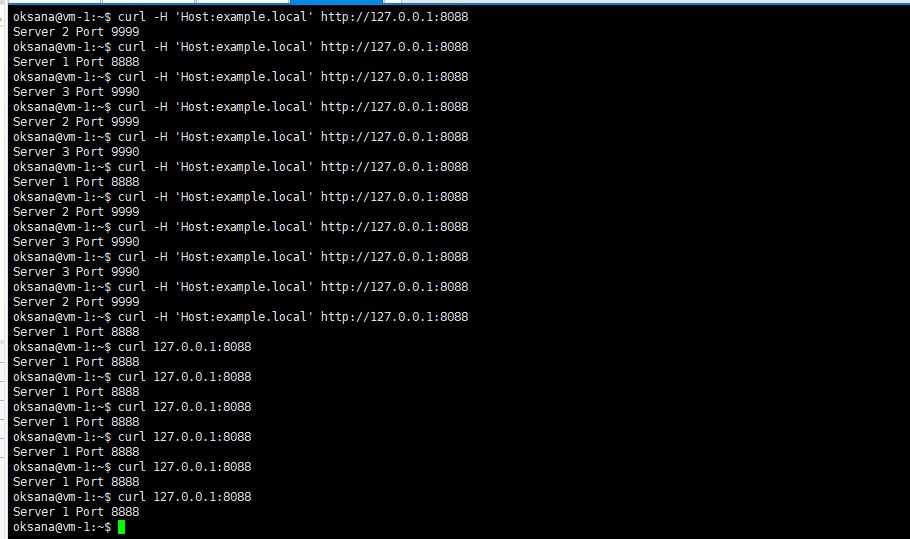 oksana@vm-1:~$ curl -H 'Host:example.local' http://127.0.0.1:8088
Server 2 Port 9999
oksana@vm-1:~$ curl -H 'Host:example.local' http://127.0.0.1:8088
Server 1 Port 8888
oksana@vm-1:~$ curl -H 'Host:example.local' http://127.0.0.1:8088
Server 3 Port 9990
oksana@vm-1:~$ curl -H 'Host:example.local' http://127.0.0.1:8088
Server 2 Port 9999
oksana@vm-1:~$ curl -H 'Host:example.local' http://127.0.0.1:8088
Server 3 Port 9990
oksana@vm-1:~$ curl -H 'Host:example.local' http://127.0.0.1:8088
Server 1 Port 8888
oksana@vm-1:~$ curl -H 'Host:example.local' http://127.0.0.1:8088
Server 2 Port 9999
oksana@vm-1:~$ curl -H 'Host:example.local' http://127.0.0.1:8088
Server 3 Port 9990
oksana@vm-1:~$ curl -H 'Host:example.local' http://127.0.0.1:8088
Server 3 Port 9990
oksana@vm-1:~$ curl -H 'Host:example.local' http://127.0.0.1:8088
Server 2 Port 9999
oksana@vm-1:~$ curl -H 'Host:example.local' http://127.0.0.1:8088
Server 1 Port 8888
oksana@vm-1:~$ curl 127.0.0.1:8088
Server 1 Port 8888
oksana@vm-1:~$ curl 127.0.0.1:8088
Server 1 Port 8888
oksana@vm-1:~$ curl 127.0.0.1:8088
Server 1 Port 8888
oksana@vm-1:~$ curl 127.0.0.1:8088
Server 1 Port 8888
oksana@vm-1:~$ curl 127.0.0.1:8088
Server 1 Port 8888
oksana@vm-1:~$ curl 127.0.0.1:8088
Server 1 Port 8888
oksana@vm-1:~$